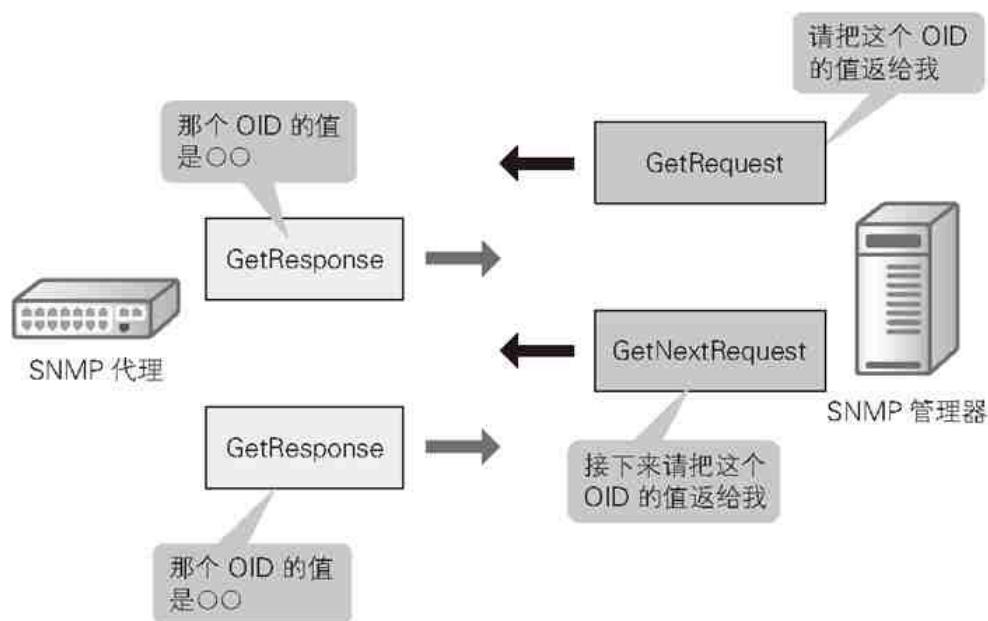 请把这个 OID
的值返给我
那个 OID 的值
是○○
GetRequest
GetResponse
SNMP 代理
GetNextRequest
SNMP 管理器
GetResponse
接下来请把这个
OID 的值返给我
那个 OID 的值
是○○